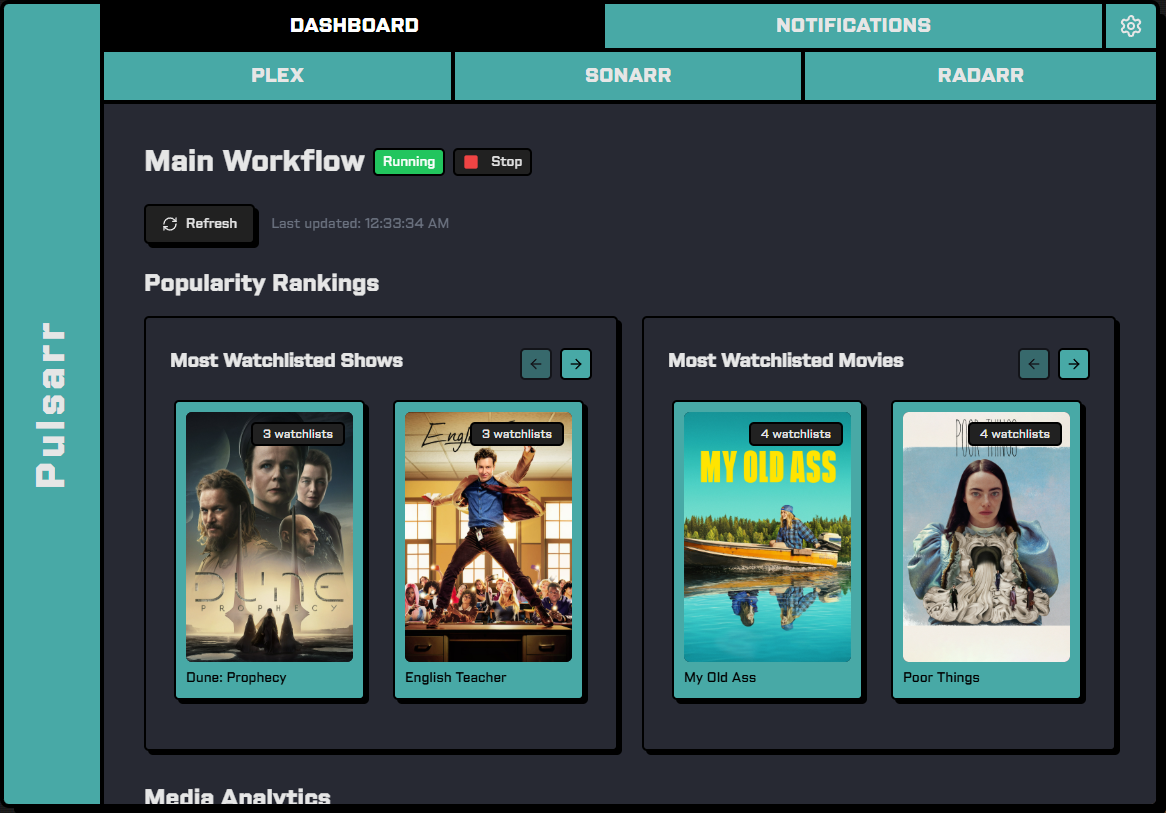 Pulsarr
DASHBOARD
NOTIFICATIONS
PLEX
SONARR
RADARR
Main Workflow
Running
Stop
Refresh
Last updated: 12:33:34 AM
Popularity Rankings
Most Watchlisted Shows
3 watchlists
DUNE
PROPHECY
Dune: Prophecy
3 watchlists
English Teacher
Most Watchlisted Movies
4 watchlists
MY OLD ASS
My Old Ass
POOR THINGS
4 watchlists
Poor Things
Media Analytics